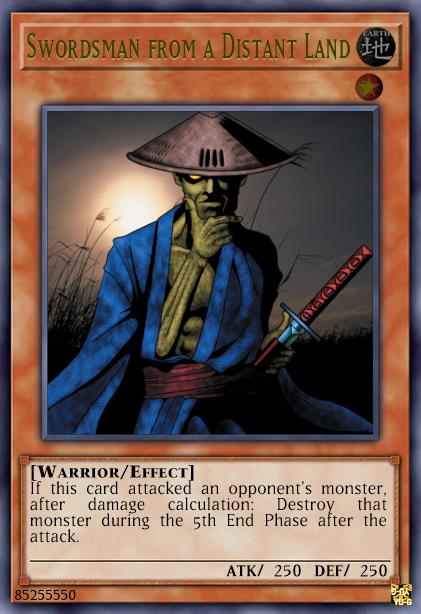 SWORDSMAN FROM A DISTANT LAND
EARTH
地
[WARRIOR/EFFECT]
If this card attacked an opponent's monster,
after damage calculation: Destroy that
monster during the 5th End Phase after the
attack.
ATK/ 250 DEF/ 250
85255550